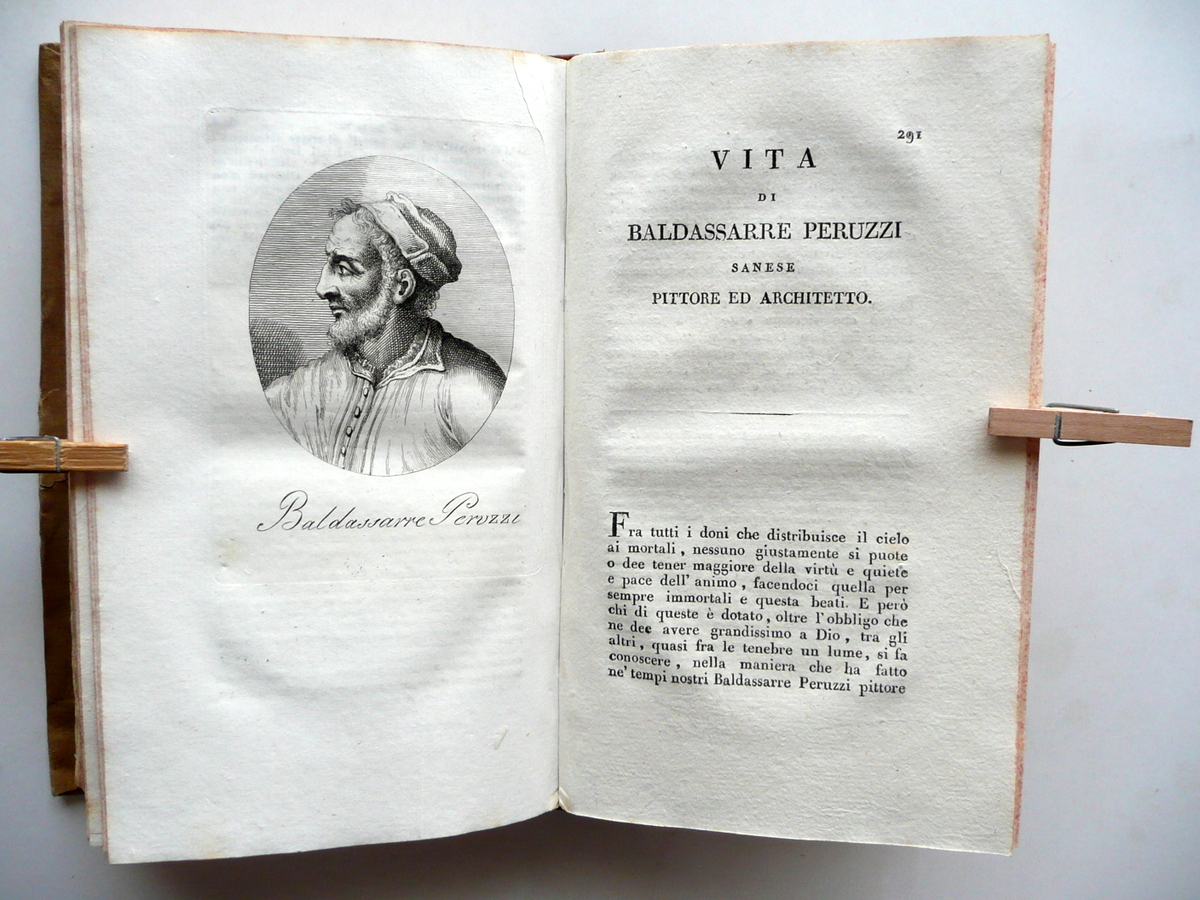 Baldassarre Pervzzi
291
VITA
DI
BALDASSARRE PERUZZI
SANESE
PITTORE ED ARCHITETTO.
Fra tutti i doni che distribuisce il cielo
ai mortali, nessuno giustamente si puote
o dee tener maggiore della virtù e quiete
e pace dell' animo, facendoci quella per
sempre immortali e questa beati. E però
chi di queste è dotato, oltre l'obbligo che
ne dee avere grandissimo a Dio, tra gli
altri, quasi fra le tenebre un lume, si fa
conoscere, nella maniera che ha fatto
ne' tempi nostri Baldassarre Peruzzi pittore